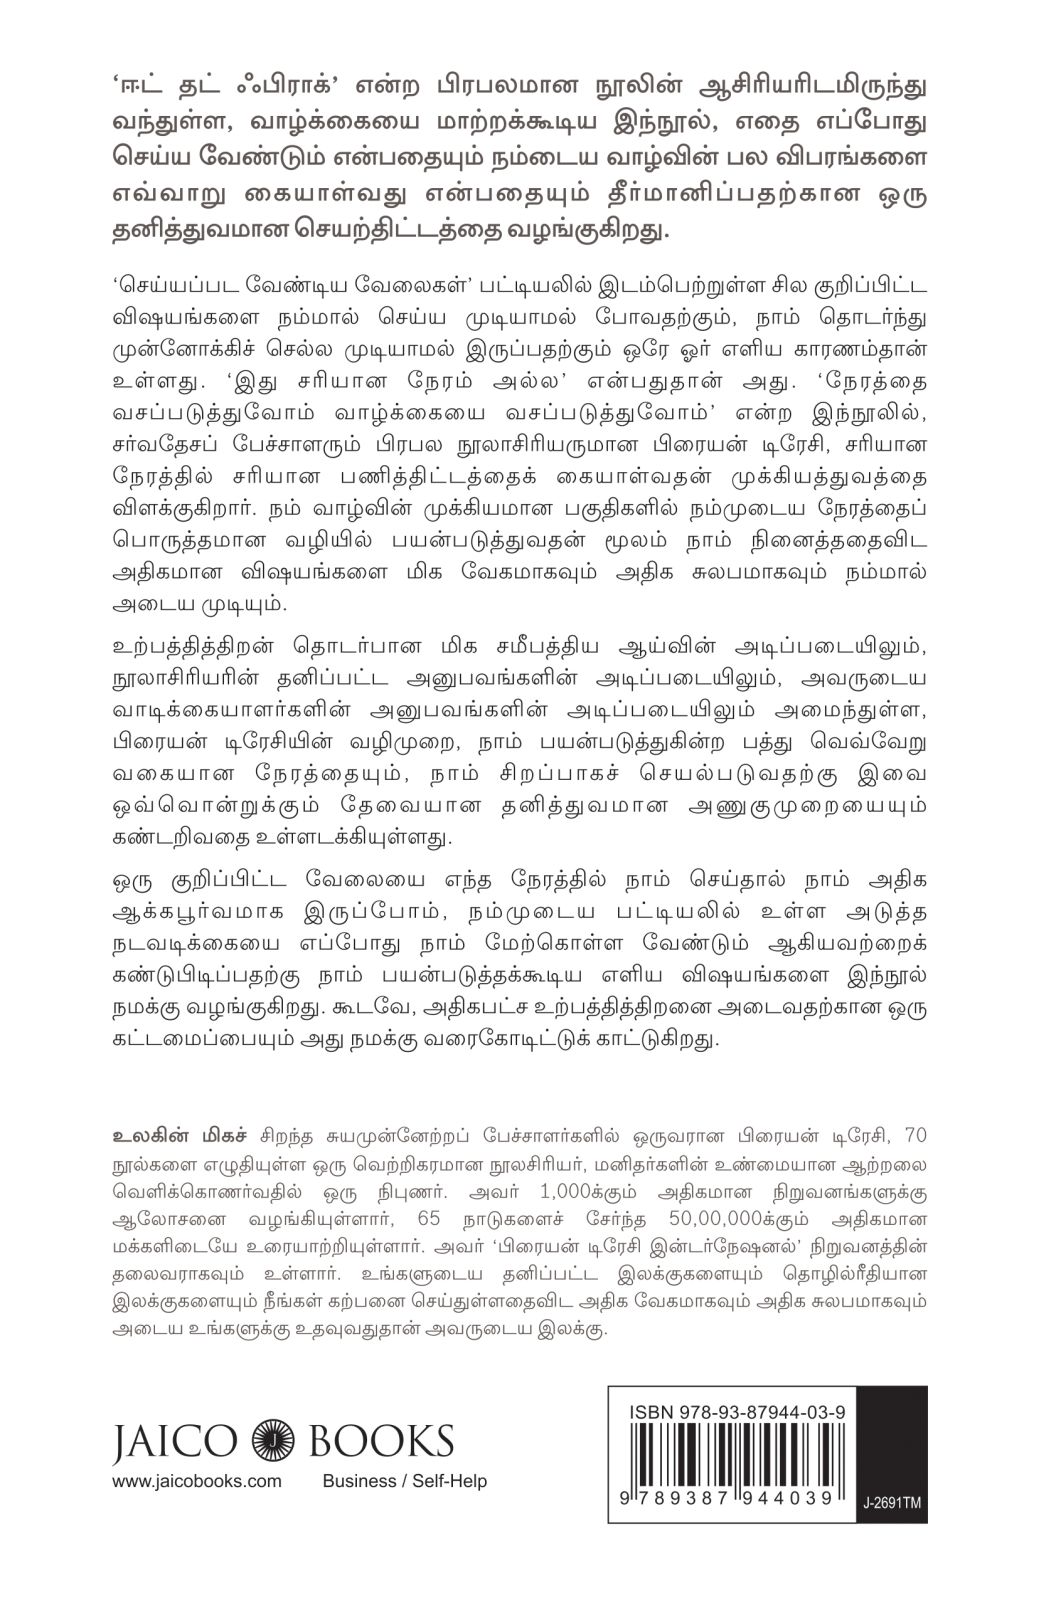 ‘ஈட் தட் ஃபிராக்’ என்ற பிரபலமான நூலின் ஆசிரியரிடமிருந்து
வந்துள்ள, வாழ்க்கையை மாற்றக்கூடிய இந்நூல், எதை எப்போது
செய்ய வேண்டும் என்பதையும் நம்டைய வாழ்வின் பல விபரங்களை
எவ்வாறு கையாள்வது என்பதையும் தீர்மானிப்பதற்கான ஒரு
தனித்துவமான செயற்திட்டத்தை வழங்குகிறது.
‘செய்யப்பட வேண்டிய வேலைகள்’ பட்டியலில் இடம்பெற்றுள்ள சில குறிப்பிட்ட
விஷயங்களை நம்மால் செய்ய முடியாமல் போவதற்கும், நாம் தொடர்ந்து
முன்னோக்கிச் செல்ல முடியாமல் இருப்பதற்கும் ஒரே ஓர் எளிய காரணம்தான்
உள்ளது. ‘இது சரியான நேரம் அல்ல’ என்பதுதான் அது. ‘நேரத்தை
வசப்படுத்துவோம் வாழ்க்கையை வசப்படுத்துவோம்’ என்ற இந்நூலில்,
சர்வதேசப் பேச்சாளரும் பிரபல நூலாசிரியருமான பிரையன் டிரேசி, சரியான
நேரத்தில் சரியான பணித்திட்டத்தைக் கையாள்வதன் முக்கியத்துவத்தை
விளக்குகிறார். நம் வாழ்வின் முக்கியமான பகுதிகளில் நம்முடைய நேரத்தைப்
பொருத்தமான வழியில் பயன்படுத்துவதன் மூலம் நாம் நினைத்ததைவிட
அதிகமான விஷயங்களை மிக வேகமாகவும் அதிக சுலபமாகவும் நம்மால்
அடைய முடியும்.
உற்பத்தித்திறன் தொடர்பான மிக சமீபத்திய ஆய்வின் அடிப்படையிலும்,
நூலாசிரியரின் தனிப்பட்ட அனுபவங்களின் அடிப்படையிலும், அவருடைய
வாடிக்கையாளர்களின் அனுபவங்களின் அடிப்படையிலும் அமைந்துள்ள,
பிரையன் டிரேசியின் வழிமுறை, நாம் பயன்படுத்துகின்ற பத்து வெவ்வேறு
வகையான நேரத்தையும், நாம் சிறப்பாகச் செயல்படுவதற்கு இவை
ஒவ்வொன்றுக்கும் தேவையான தனித்துவமான அணுகுமுறையையும்
கண்டறிவதை உள்ளடக்கியுள்ளது.
ஒரு குறிப்பிட்ட வேலையை எந்த நேரத்தில் நாம் செய்தால் நாம் அதிக
ஆக்கபூர்வமாக இருப்போம், நம்முடைய பட்டியலில் உள்ள அடுத்த
நடவடிக்கையை எப்போது நாம் மேற்கொள்ள வேண்டும் ஆகியவற்றைக்
கண்டுபிடிப்பதற்கு நாம் பயன்படுத்தக்கூடிய எளிய விஷயங்களை இந்நூல்
நமக்கு வழங்குகிறது. கூடவே, அதிகபட்ச உற்பத்தித்திறனை அடைவதற்கான ஒரு
கட்டமைப்பையும் அது நமக்கு வரைகோடிட்டுக் காட்டுகிறது.
உலகின் மிகச் சிறந்த சுயமுன்னேற்றப் பேச்சாளர்களில் ஒருவரான பிரையன் டிரேசி, 70
நூல்களை எழுதியுள்ள ஒரு வெற்றிகரமான நூலசிரியர், மனிதர்களின் உண்மையான ஆற்றலை
வெளிக்கொணர்வதில் ஒரு நிபுணர். அவர் 1,000க்கும் அதிகமான நிறுவனங்களுக்கு
ஆலோசனை வழங்கியுள்ளார், 65 நாடுகளைச் சேர்ந்த 50,00,000க்கும் அதிகமான
மக்களிடையே உரையாற்றியுள்ளார். அவர் ‘பிரையன் டிரேசி இன்டர்நேஷனல்’ நிறுவனத்தின்
தலைவராகவும் உள்ளார். உங்களுடைய தனிப்பட்ட இலக்குகளையும் தொழில்ரீதியான
இலக்குகளையும் நீங்கள் கற்பனை செய்துள்ளதைவிட அதிக வேகமாகவும் அதிக சுலபமாகவும்
அடைய உங்களுக்கு உதவுவதுதான் அவருடைய இலக்கு.
JAICO J BOOKS
www.jaicobooks.com Business / Self-Help
ISBN 978-93-87944-03-9
9 789387 944039
J-2691TM